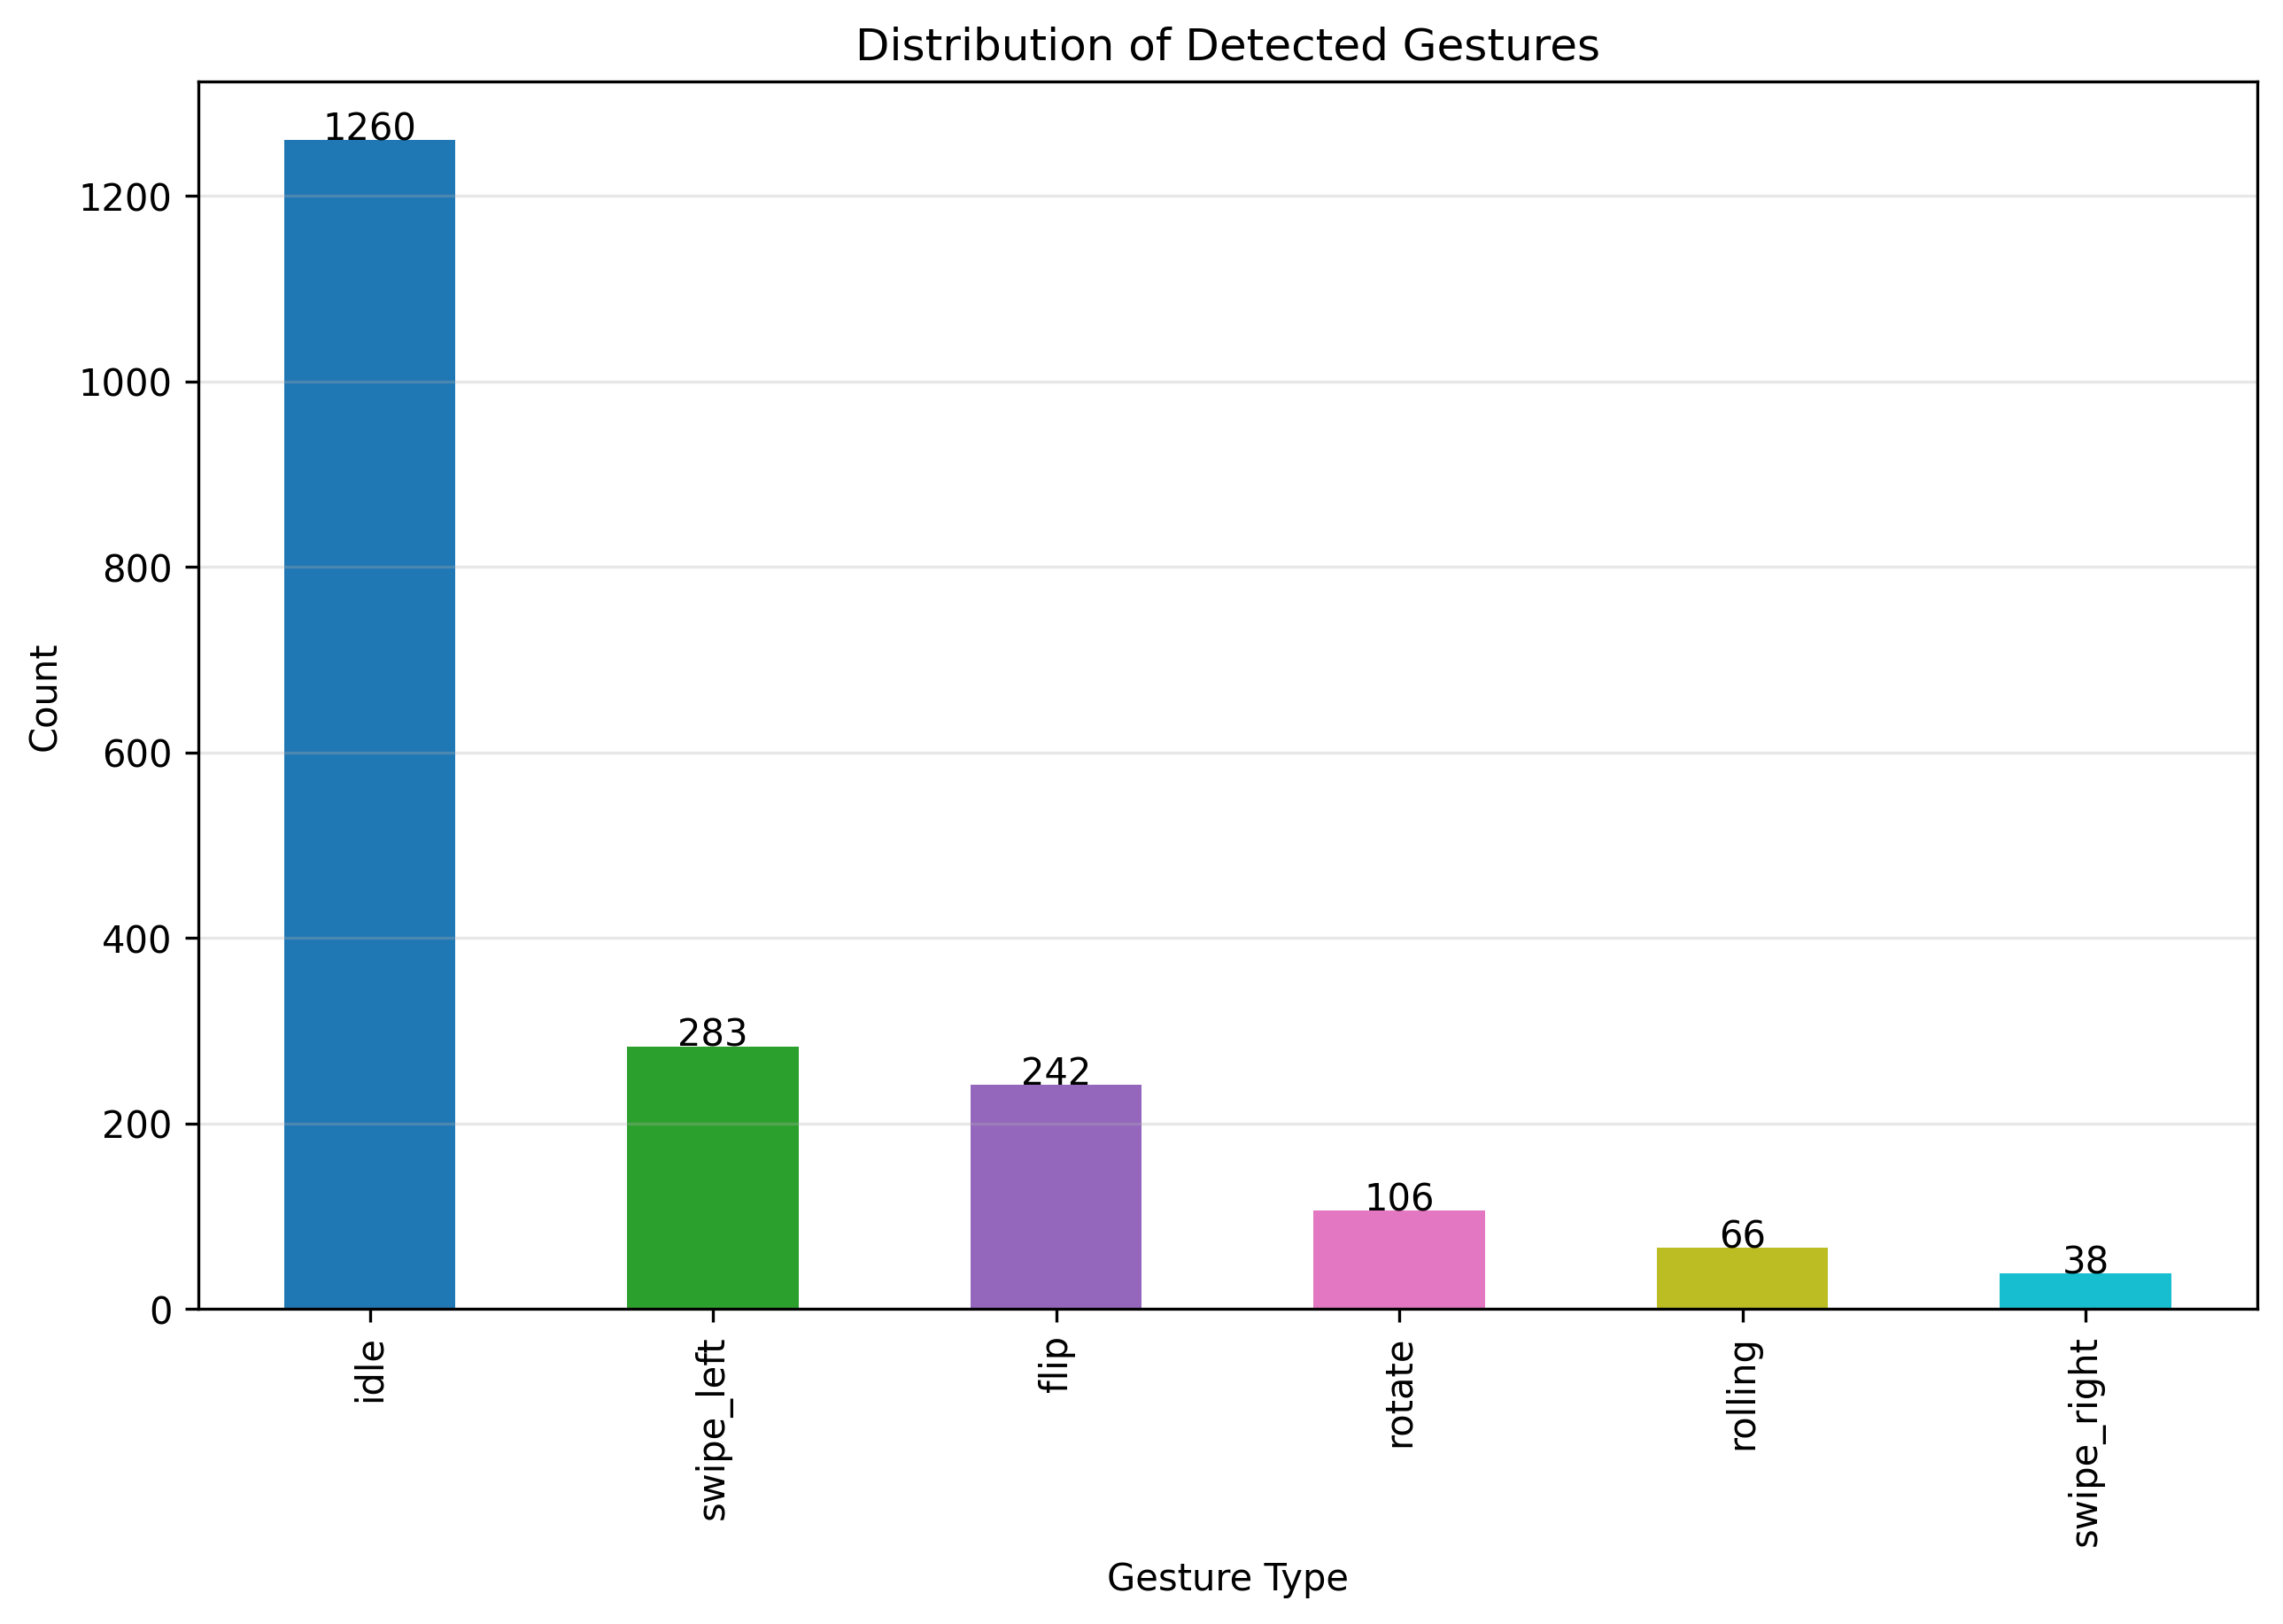 Distribution of Detected Gestures
1260
1200
1000
800
600
400
200
0
Count
283
242
106
66
38
idle
swipe_left
flip
rotate
rolling
swipe_right
Gesture Type